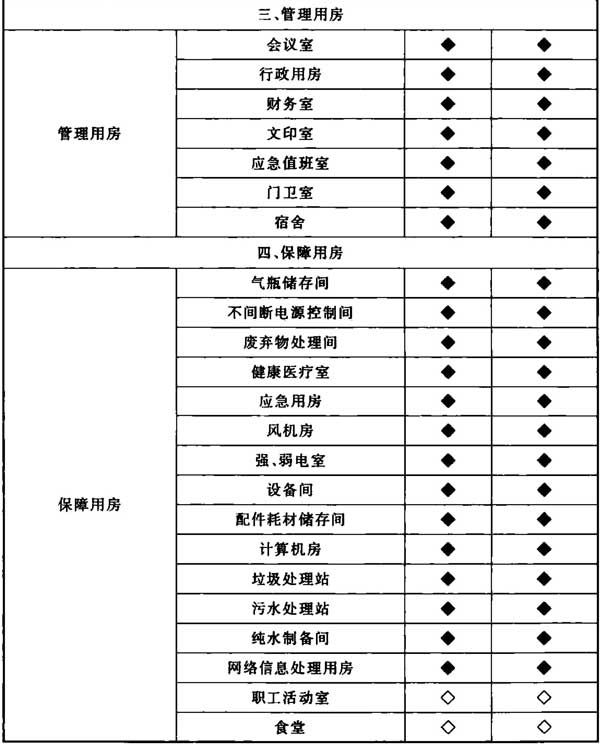 三、管理用房
管理用房
会议室 ◆ ◆
行政用房 ◆ ◆
财务室 ◆ ◆
文印室 ◆ ◆
应急值班室 ◆ ◆
门卫室 ◆ ◆
宿舍 ◆ ◆
四、保障用房
保障用房
气瓶储存间 ◆ ◆
不间断电源控制间 ◆ ◆
废弃物处理间 ◆ ◆
健康医疗室 ◆ ◆
应急用房 ◆ ◆
风机房 ◆ ◆
强、弱电室 ◆ ◆
设备间 ◆ ◆
配件耗材储存间 ◆ ◆
计算机房 ◆ ◆
垃圾处理站 ◆ ◆
污水处理站 ◆ ◆
纯水制备间 ◆ ◆
网络信息处理用房 ◆ ◆
职工活动室 ◇ ◇
食堂 ◇ ◇